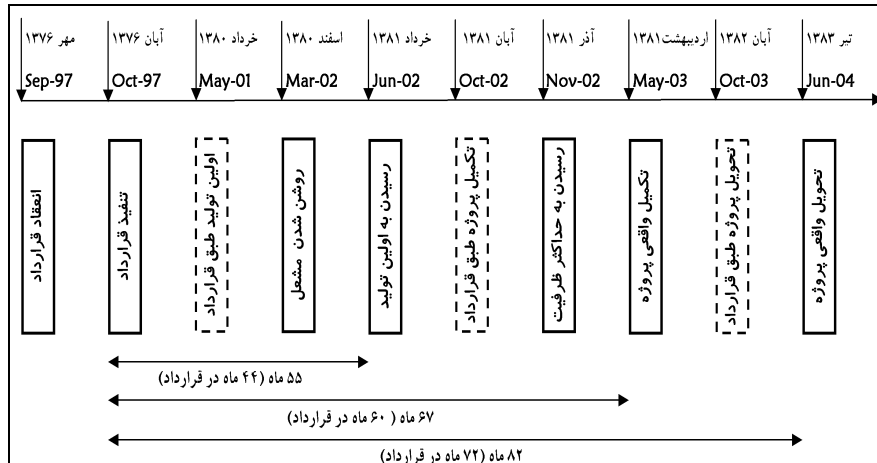 مهر ۱۳۷۶
آبان ۱۳۷۶
خرداد ۱۳۸۰
اسفند ۱۳۸۰
خرداد ۱۳۸۱
آبان ۱۳۸۱
آذر ۱۳۸۱
اردیبهشت۱۳۸۱
آبان ۱۳۸۲
تیر ۱۳۸۳
Sep-97
Oct-97
May-01
Mar-02
Jun-02
Oct-02
Nov-02
May-03
Oct-03
Jun-04
انعقاد قرارداد
تنفیذ قرارداد
اولین تولید طبق قرارداد
روشن شدن مشعل
رسیدن به اولین تولید
تکمیل پروژه طبق قرارداد
رسیدن به حداکثر ظرفیت
تکمیل واقعی پروژه
تحویل پروژه طبق قرارداد
تحویل واقعی پروژه
۵۵ ماه (۴۴ ماه در قرارداد)
۶۷ ماه ( ۶۰ ماه در قرارداد)
۸۲ ماه (۷۲ ماه در قرارداد)